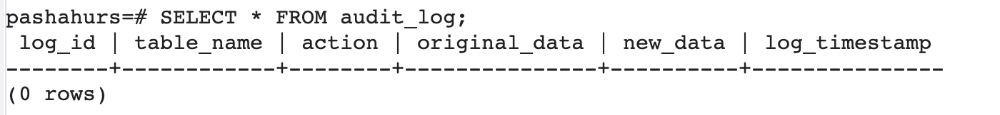 pashahurs=# SELECT * FROM audit_log;
 log_id | table_name | action | original_data | new_data | log_timestamp
--------+------------+--------+---------------+----------+---------------
(0 rows)